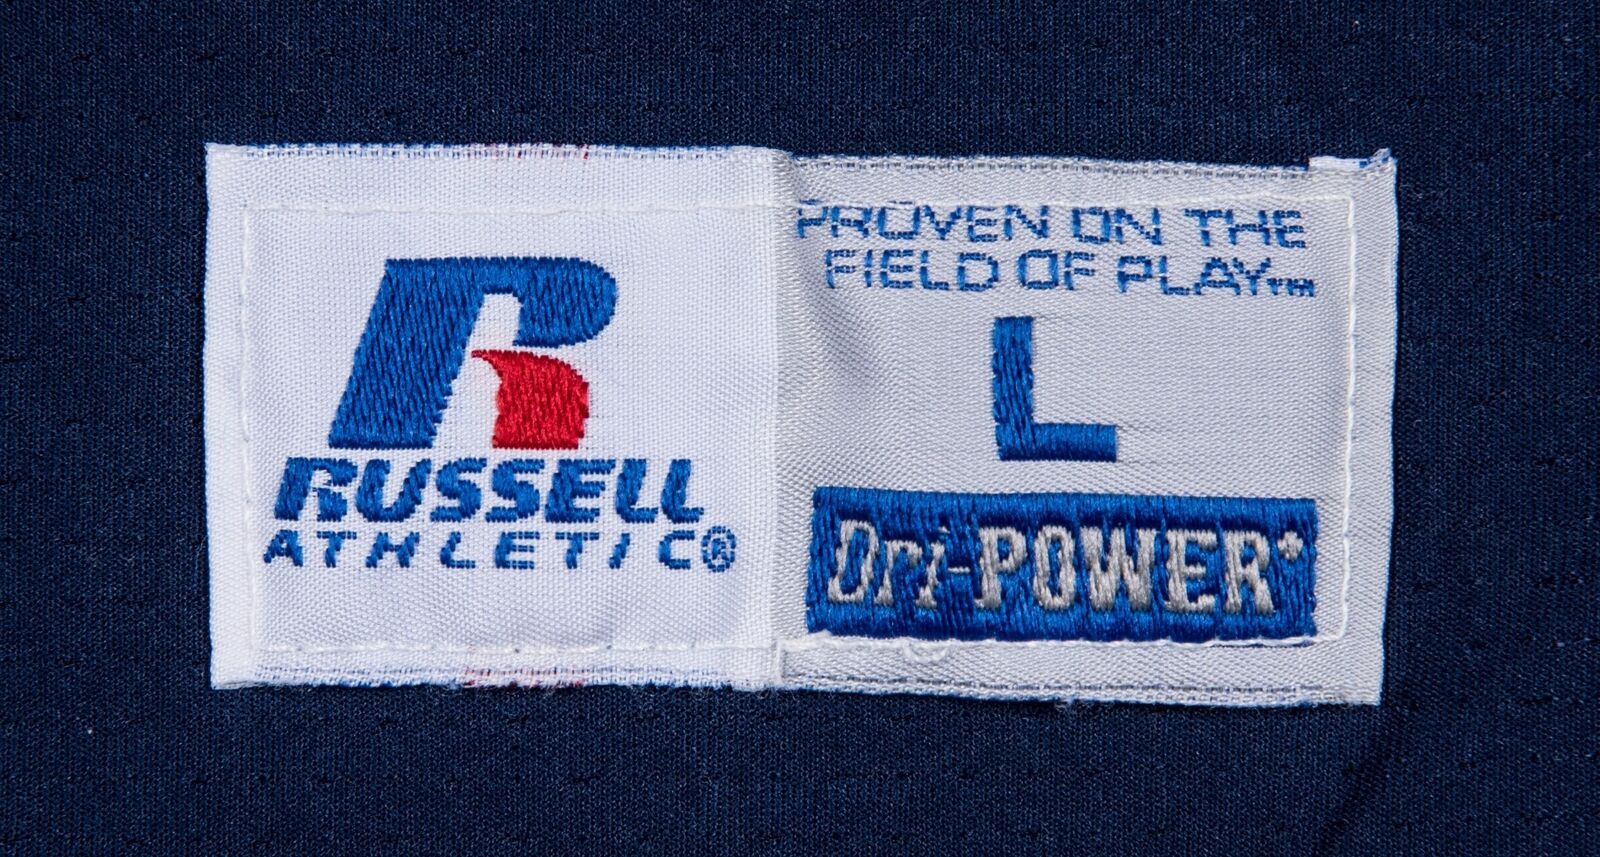 RUSSELL
ATHLETIC®
PROVEN ON THE
FIELD OF PLAY™
L
Dri-POWER®